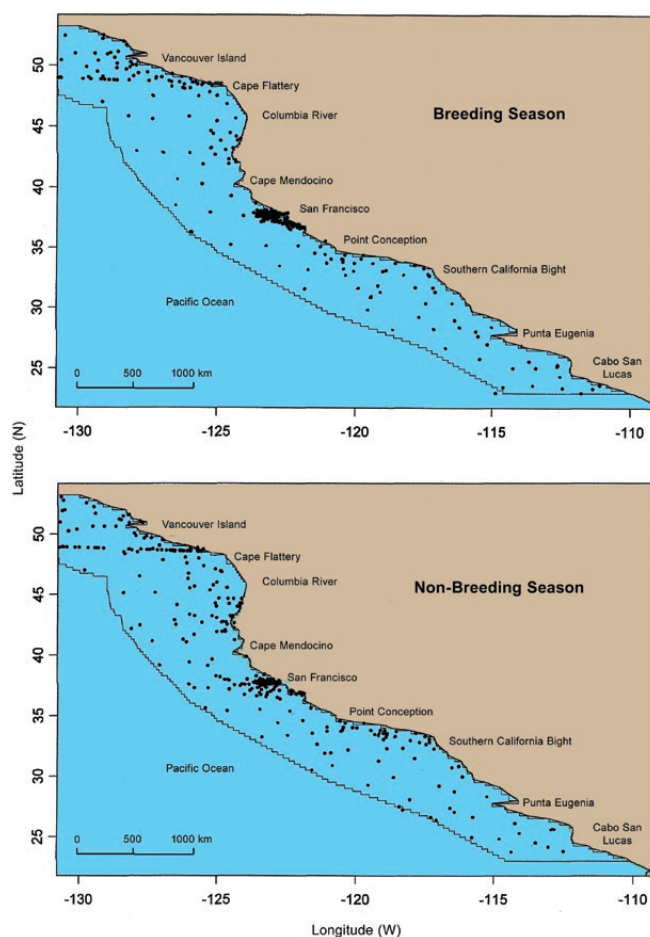 50
45
40
35
30
25
Vancouver Island
Cape Flattery
Columbia River
Breeding Season
Cape Mendocino
San Francisco
Point Conception
Southern California Bight
Pacific Ocean
Punta Eugenia
Cabo San
Lucas
0 500 1000 km
-130 -125 -120 -115 -110
Latitude (N)
50
45
40
35
30
25
Vancouver Island
Cape Flattery
Columbia River
Non-Breeding Season
Cape Mendocino
San Francisco
Point Conception
Southern California Bight
Pacific Ocean
Punta Eugenia
Cabo San
Lucas
0 500 1000 km
-130 -125 -120 -115 -110
Longitude (W)